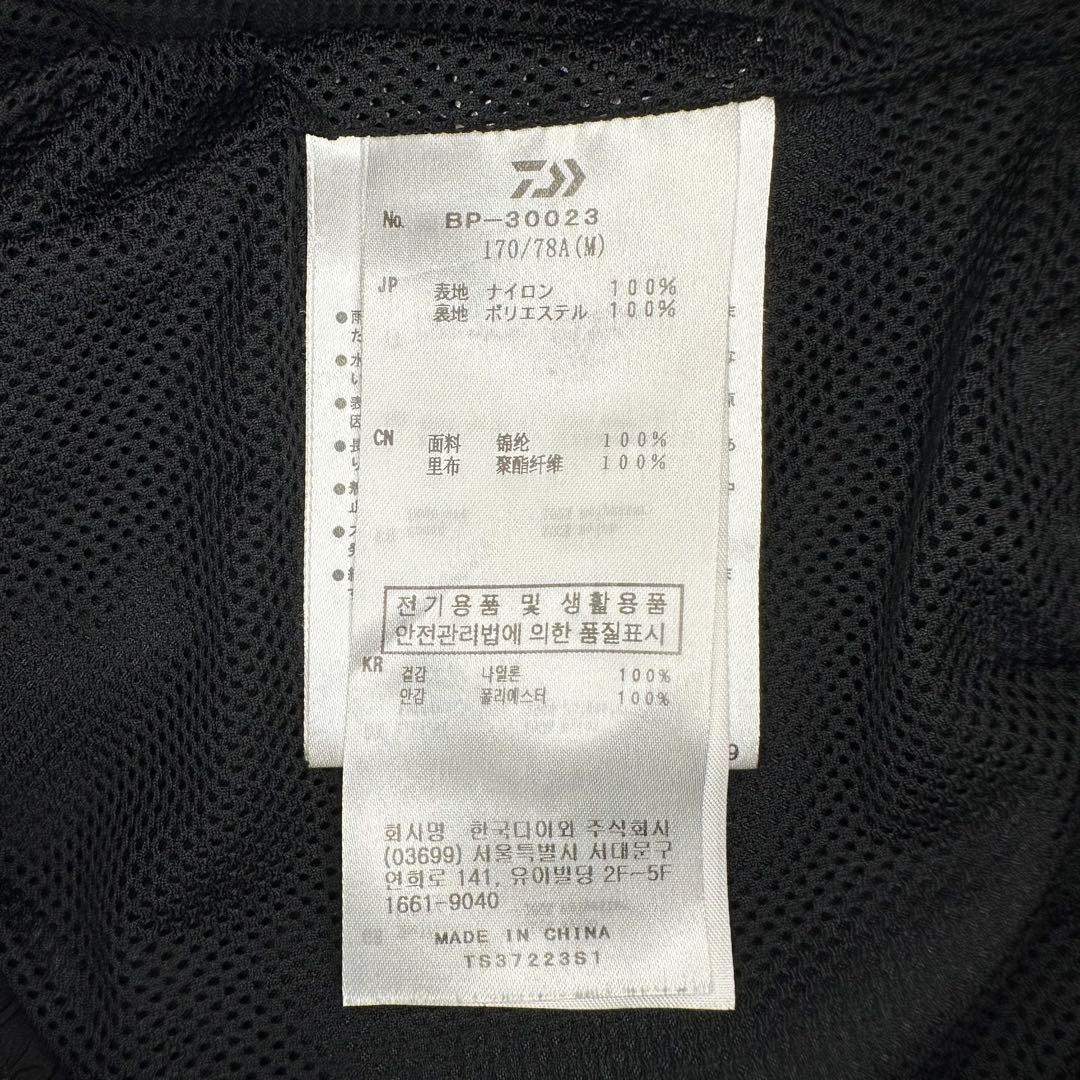 No. BP-30023
170/78A(M)
JP 表地 ナイロン 100%
裏地 ポリエステル 100%
CN 面料 锦纶 100%
里布 聚酯纤维 100%
전기용품 및 생활용품
안전관리법에 의한 품질표시
KR 겉감 나일론 100%
안감 폴리에스터 100%
회사명 한국다이와 주식회사
(03699) 서울특별시 서대문구
연희로 141, 유이빌딩 2F~5F
1661-9040
MADE IN CHINA
TS37223S1
9